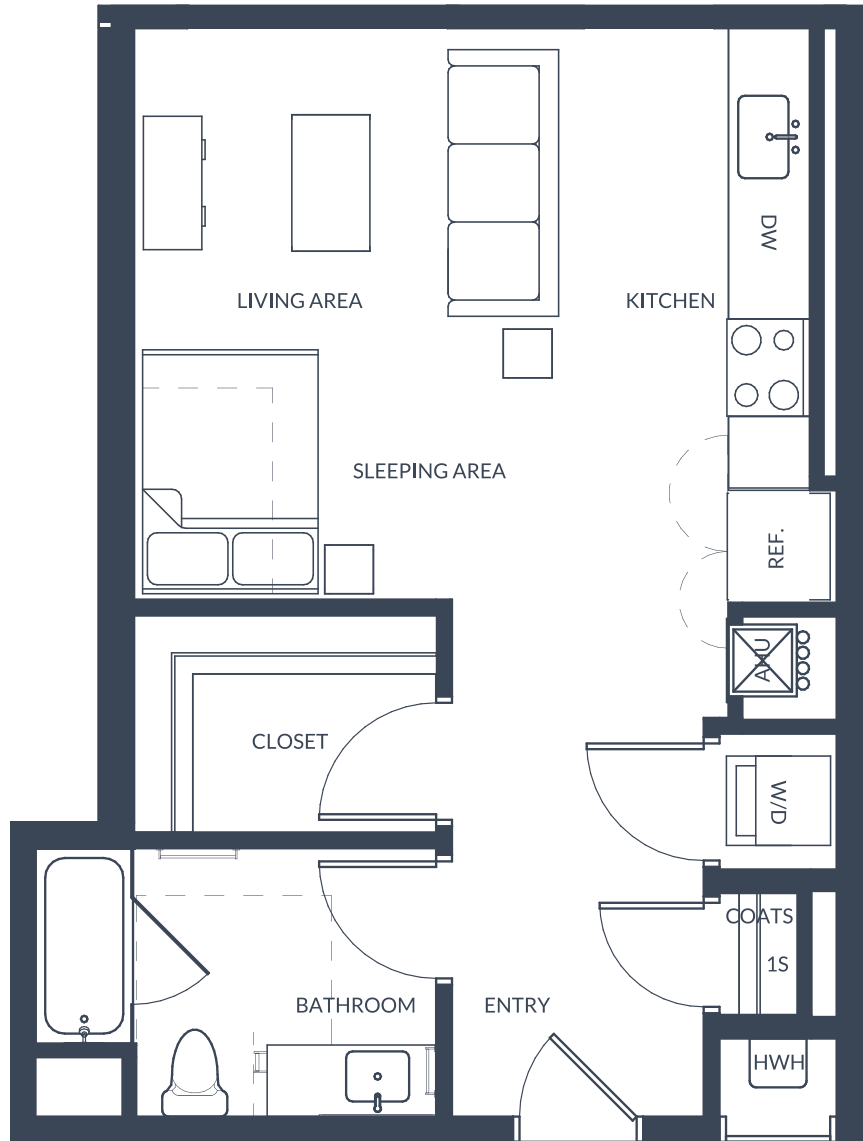 DW
LIVING AREA
KITCHEN
SLEEPING AREA
REF.
AHU
CLOSET
W/D
COATS
1S
BATHROOM
ENTRY
HWH